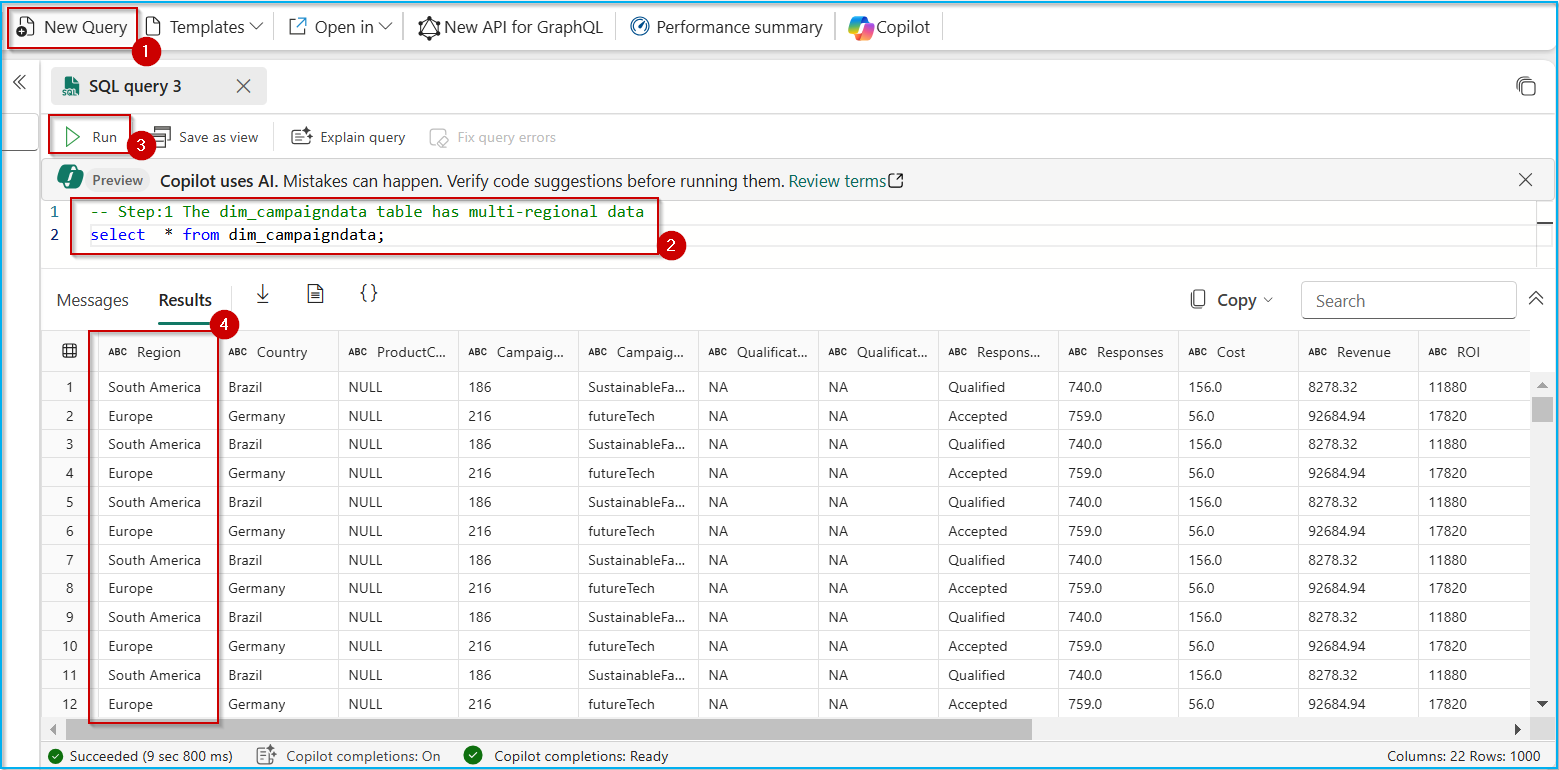 New Query Templates Open in New API for GraphQL Performance summary Copilot
1
SQL query 3
Run Save as view Explain query Fix query errors
3
Preview Copilot uses AI. Mistakes can happen. Verify code suggestions before running them. Review terms
1 -- Step:1 The dim_campaigndata table has multi-regional data
2 select * from dim_campaigndata;
2
Messages Results {} Copy Search
4
ABC Region ABC Country ABC ProductC... ABC Campaig... ABC Campaig... ABC Qualificat... ABC Qualificat... ABC Respons... ABC Responses ABC Cost ABC Revenue ABC ROI
1 South America Brazil NULL 186 SustainableFa... NA NA Qualified 740.0 156.0 8278.32 11880
2 Europe Germany NULL 216 futureTech NA NA Accepted 759.0 56.0 92684.94 17820
3 South America Brazil NULL 186 SustainableFa... NA NA Qualified 740.0 156.0 8278.32 11880
4 Europe Germany NULL 216 futureTech NA NA Accepted 759.0 56.0 92684.94 17820
5 South America Brazil NULL 186 SustainableFa... NA NA Qualified 740.0 156.0 8278.32 11880
6 Europe Germany NULL 216 futureTech NA NA Accepted 759.0 56.0 92684.94 17820
7 South America Brazil NULL 186 SustainableFa... NA NA Qualified 740.0 156.0 8278.32 11880
8 Europe Germany NULL 216 futureTech NA NA Accepted 759.0 56.0 92684.94 17820
9 South America Brazil NULL 186 SustainableFa... NA NA Qualified 740.0 156.0 8278.32 11880
10 Europe Germany NULL 216 futureTech NA NA Accepted 759.0 56.0 92684.94 17820
11 South America Brazil NULL 186 SustainableFa... NA NA Qualified 740.0 156.0 8278.32 11880
12 Europe Germany NULL 216 futureTech NA NA Accepted 759.0 56.0 92684.94 17820
Succeeded (9 sec 800 ms) Copilot completions: On Copilot completions: Ready Columns: 22 Rows: 1000